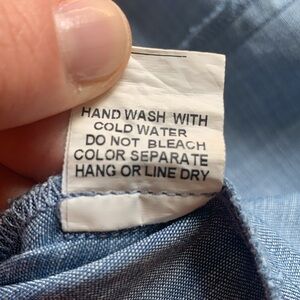 HAND WASH WITH
COLD WATER
DO NOT BLEACH
COLOR SEPARATE
HANG OR LINE DRY